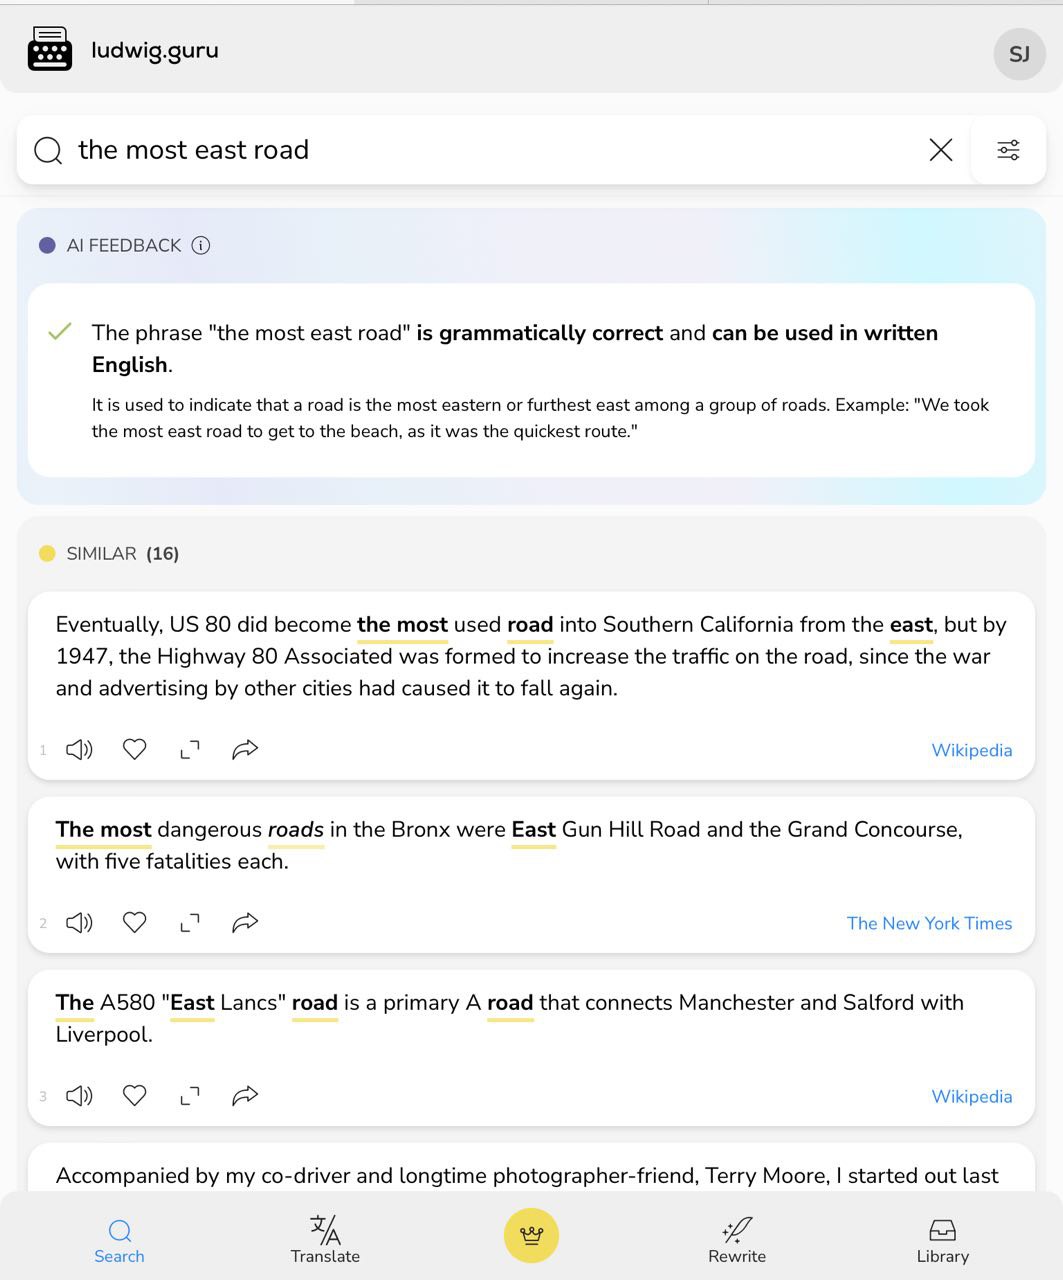 ludwig.guru
SJ
the most east road
AI FEEDBACK
The phrase "the most east road" is grammatically correct and can be used in written
English.
It is used to indicate that a road is the most eastern or furthest east among a group of roads. Example: "We took
the most east road to get to the beach, as it was the quickest route."
SIMILAR (16)
Eventually, US 80 did become the most used road into Southern California from the east, but by
1947, the Highway 80 Associated was formed to increase the traffic on the road, since the war
and advertising by other cities had caused it to fall again.
1
Wikipedia
The most dangerous roads in the Bronx were East Gun Hill Road and the Grand Concourse,
with five fatalities each.
2
The New York Times
The A580 "East Lancs" road is a primary A road that connects Manchester and Salford with
Liverpool.
3
Wikipedia
Accompanied by my co-driver and longtime photographer-friend, Terry Moore, I started out last
Search
Translate
Rewrite
Library